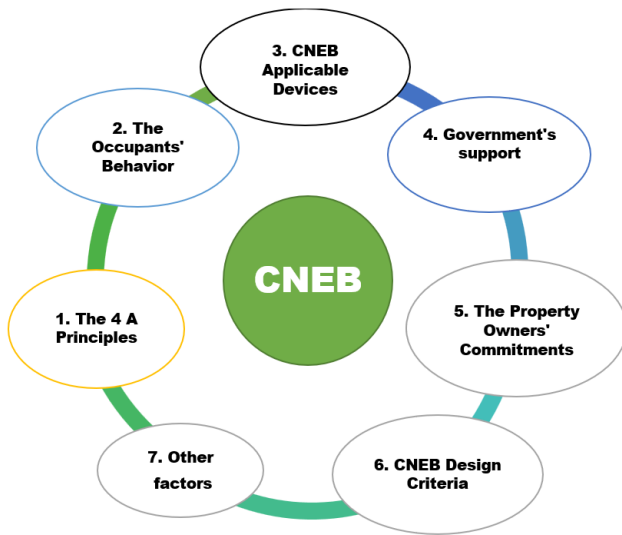 3. CNEB
Applicable
Devices
2. The
Occupants'
Behavior
4. Government's
support
CNEB
1. The 4 A
Principles
5. The Property
Owners'
Commitments
7. Other
factors
6. CNEB Design
Criteria